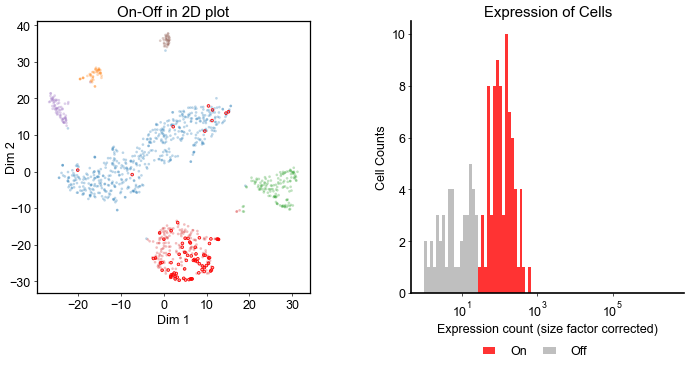 On-Off in 2D plot
40
30
20
10
0
−10
−20
−30
Dim 2
−20 −10 0 10 20 30
Dim 1
Expression of Cells
10
8
6
4
2
0
Cell Counts
10^1 10^3 10^5
Expression count (size factor corrected)
On Off